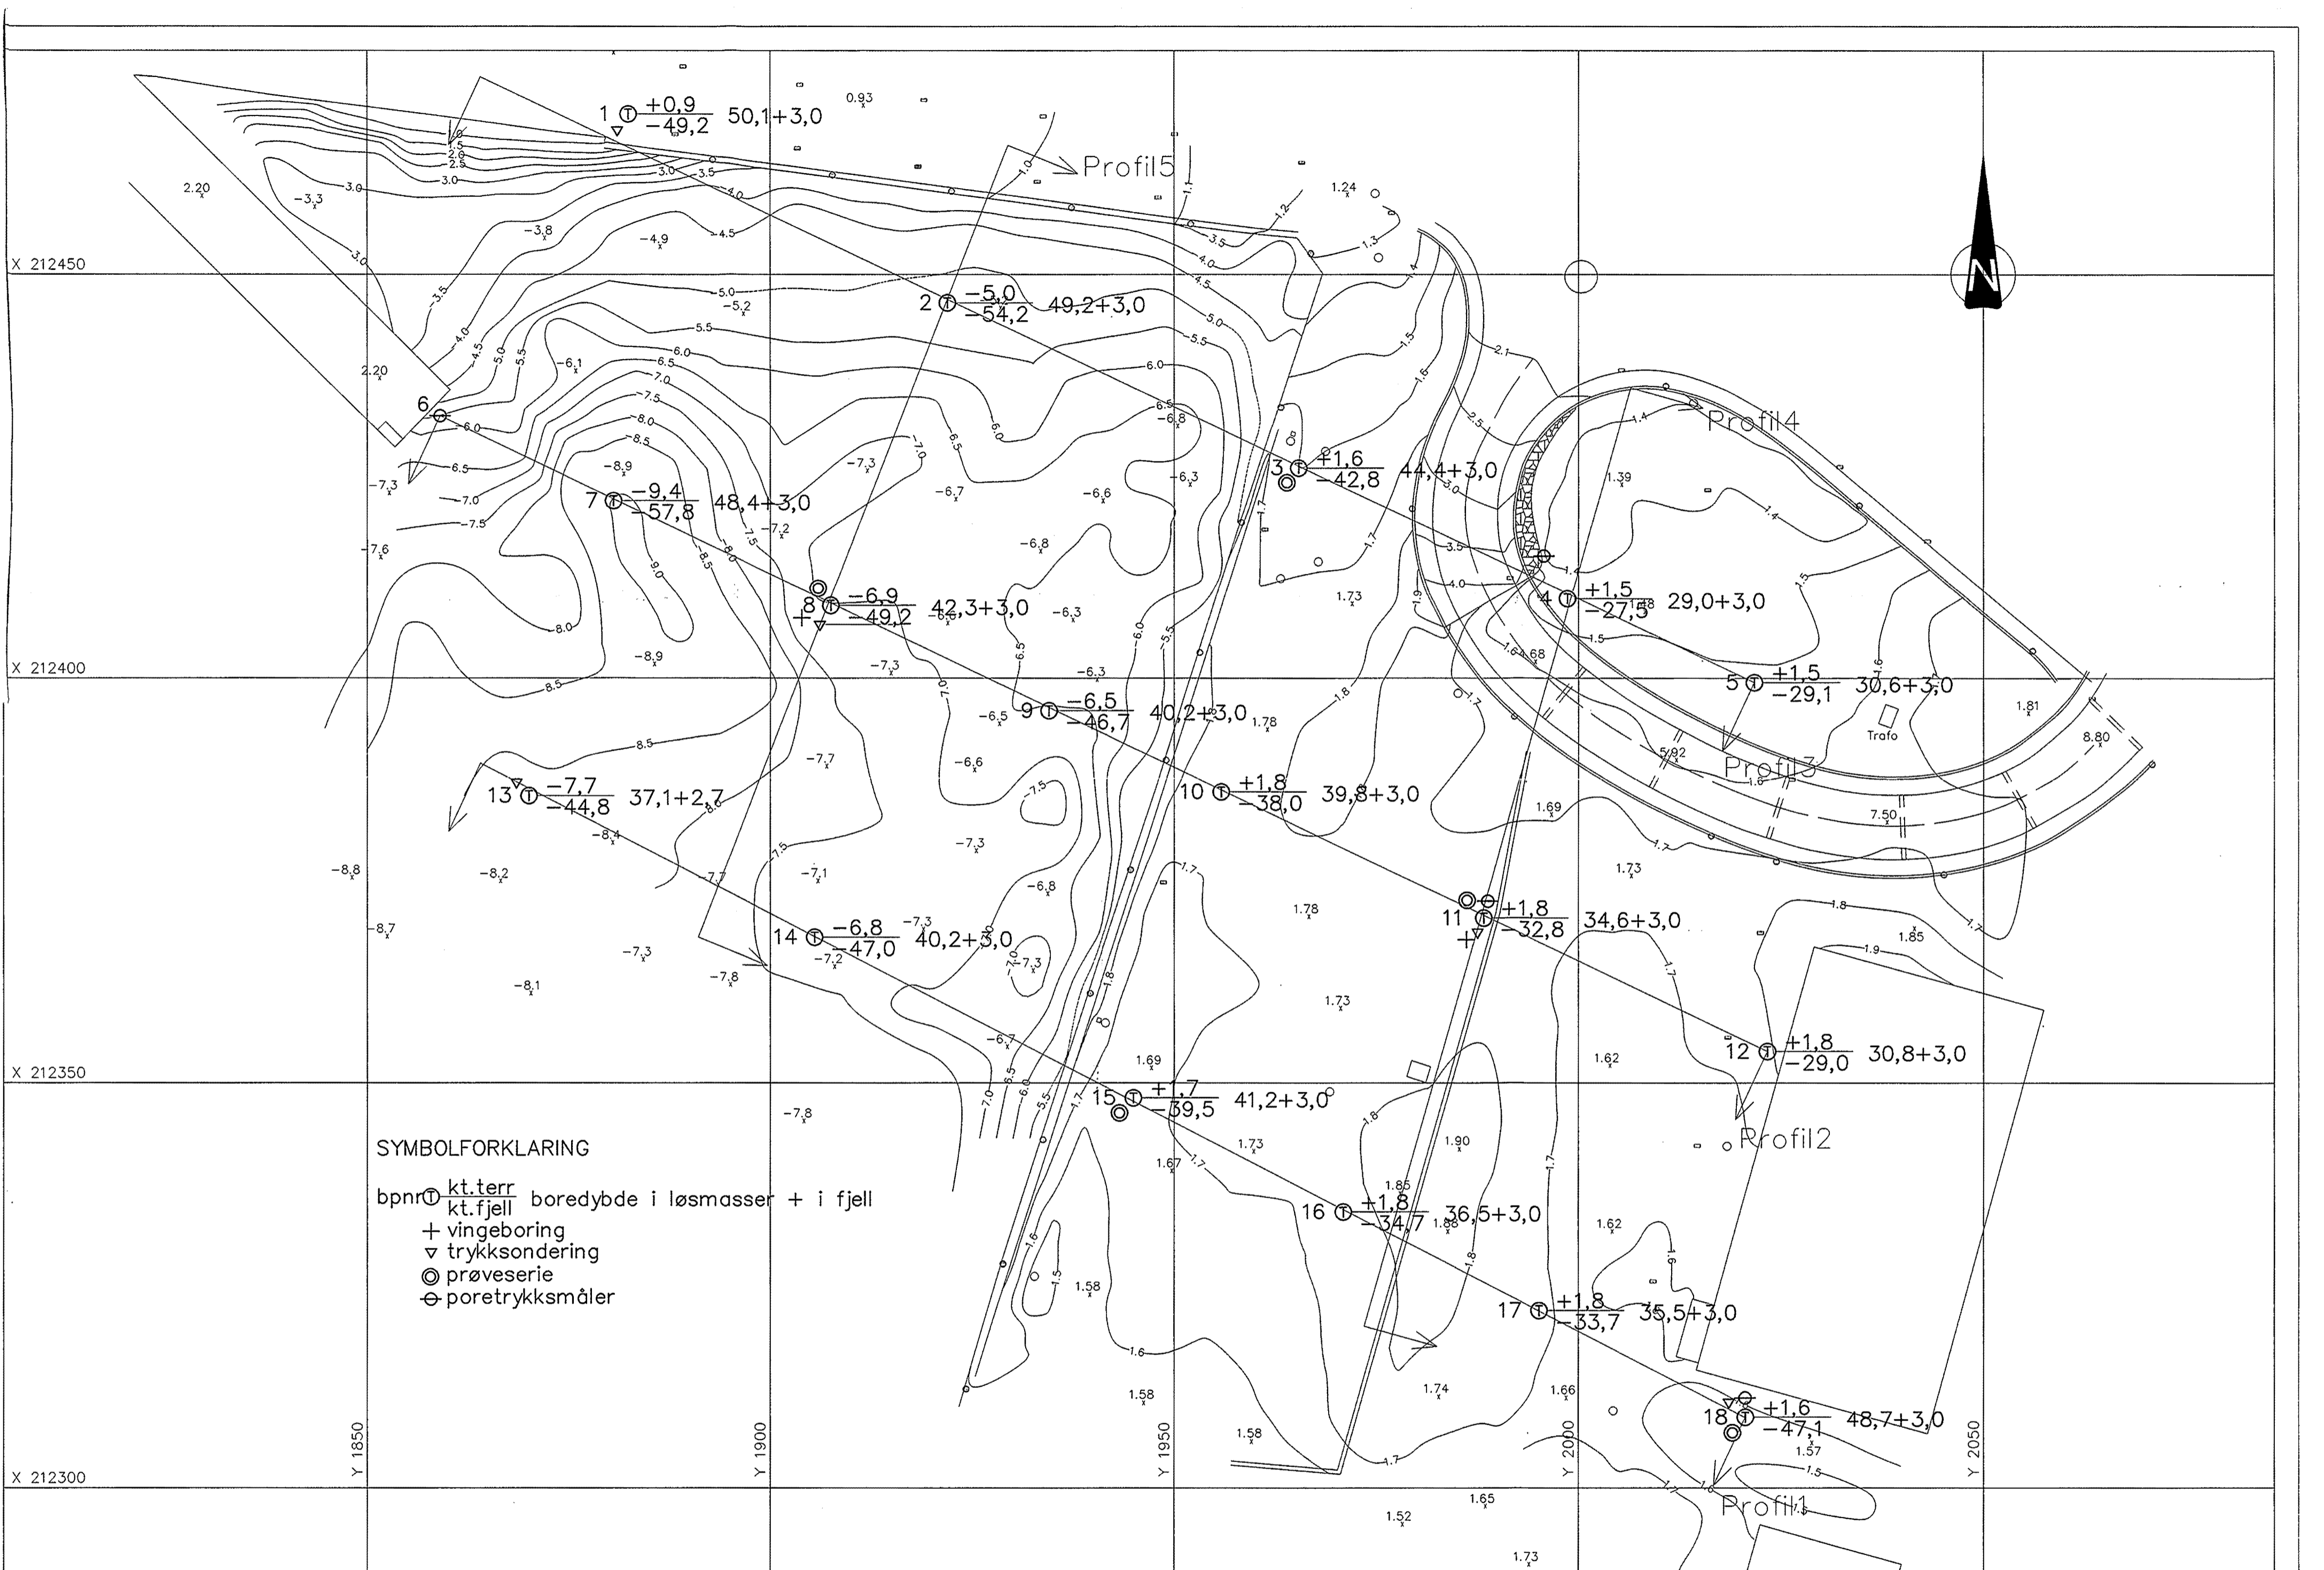 1 +0,9 50,1+3,0
−49,2
0.93
Profil5
1.24
2.20
−3.3
−3.8
−4.9
X 212450
N
−5.2
2 −5,0 49,2+3,0
−54,2
2.20
−6.1
6
−6.8
Profil4
3 +1,6 44,4+3,0
−42,8
−8.9
−7.3
−6.7
−6.6
−6.3
1.39
−7.3
7 −9,4 48,4+3,0
−57,8
−7.2
−7.6
−6.8
1.73
4 +1,5 29,0+3,0
−27,5
8 −6,9 42,3+3,0
−49,2
−6.3
−8.9
−7.3
−6.3
X 212400
5 +1,5 30,6+3,0
−29,1
9 −6,5 40,2+3,0
−46,7
−6.5
1.78
1.81
Trafo
8.80
5.92
Profil3
−7.7
−6.6
13 −7,7 37,1+2,7
−44,8
10 +1,8 39,8+3,0
−38,0
1.69
7.50
−8.4
−7.3
−8.8
−8.2
−7.7
−7.1
−6.8
1.73
1.78
11 +1,8 34,6+3,0
−32,8
1.85
−8.7
14 −6,8 40,2+3,0
−47,0
−7.3
−7.3
−7.2
−7.8
−7.3
−8.1
1.73
−6.7
12 +1,8 30,8+3,0
−29,0
1.69
1.62
X 212350
15 +1,7 41,2+3,0
−39,5
−7.8
Profil2
1.73
1.90
1.67
SYMBOLFORKLARING
bpnr T kt.terr boredybde i løsmasser + i fjell
kt.fjell
vingeboring
trykksondering
prøveserie
poretrykksmåler
1.85
16 +1,8 36,5+3,0
−34,7
1.88
1.62
1.58
17 +1,8 35,5+3,0
−33,7
1.58
1.74
1.66
18 +1,6 48,7+3,0
−47,1
1.57
1.58
Y 1850
Y 1900
Y 1950
Y 2000
Y 2050
X 212300
1.65
1.52
Profil1
1.73